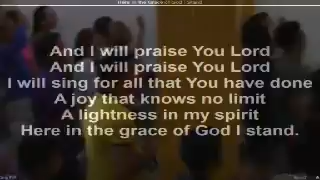 Here in the Grace of God I Stand
And I will praise You Lord
And I will praise You Lord
I will sing for all that You have done
A joy that knows no limit
A lightness in my spirit
Here in the grace of God I stand.